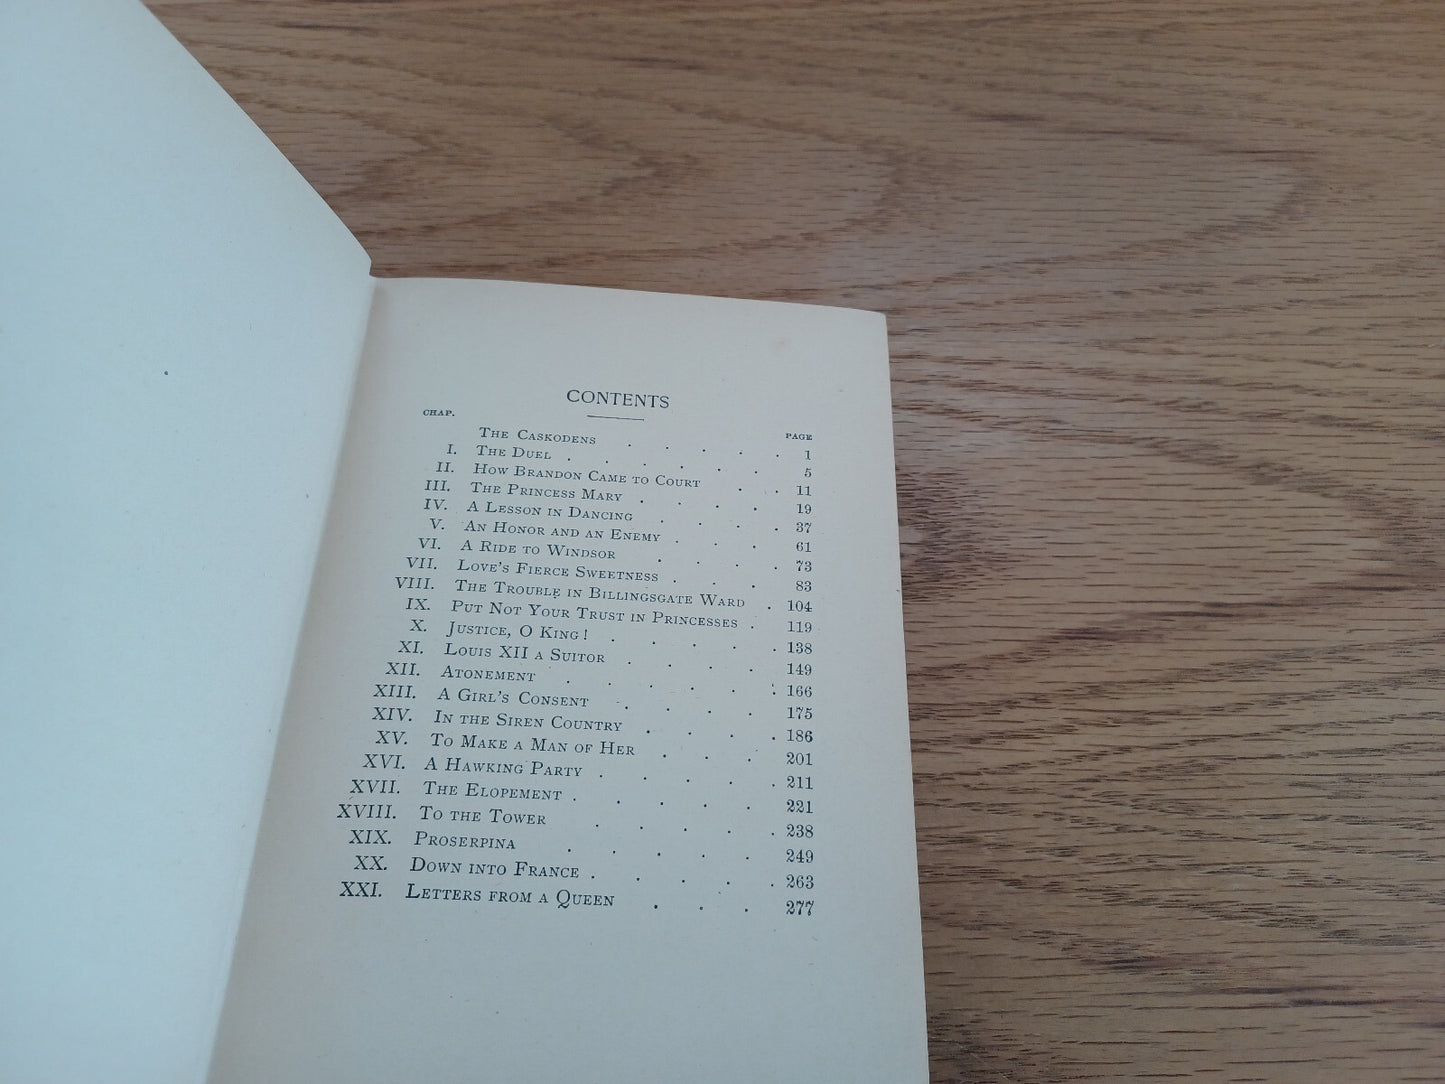 CONTENTS
CHAP. PAGE
The Caskodens . . . . . 1
I. The Duel . . . . . . 5
II. How Brandon Came to Court . . 11
III. The Princess Mary . . . . 19
IV. A Lesson in Dancing . . . . 37
V. An Honor and an Enemy . . . 61
VI. A Ride to Windsor . . . . 73
VII. Love's Fierce Sweetness . . . 83
VIII. The Trouble in Billingsgate Ward . 104
IX. Put Not Your Trust in Princesses . 119
X. Justice, O King! . . . . . 138
XI. Louis XII a Suitor . . . . 149
XII. Atonement . . . . . . 166
XIII. A Girl's Consent . . . . 175
XIV. In the Siren Country . . . . 186
XV. To Make a Man of Her . . . 201
XVI. A Hawking Party . . . . . 211
XVII. The Elopement . . . . . 221
XVIII. To the Tower . . . . . 238
XIX. Proserpina . . . . . 249
XX. Down into France . . . . . 263
XXI. Letters from a Queen . . . 277